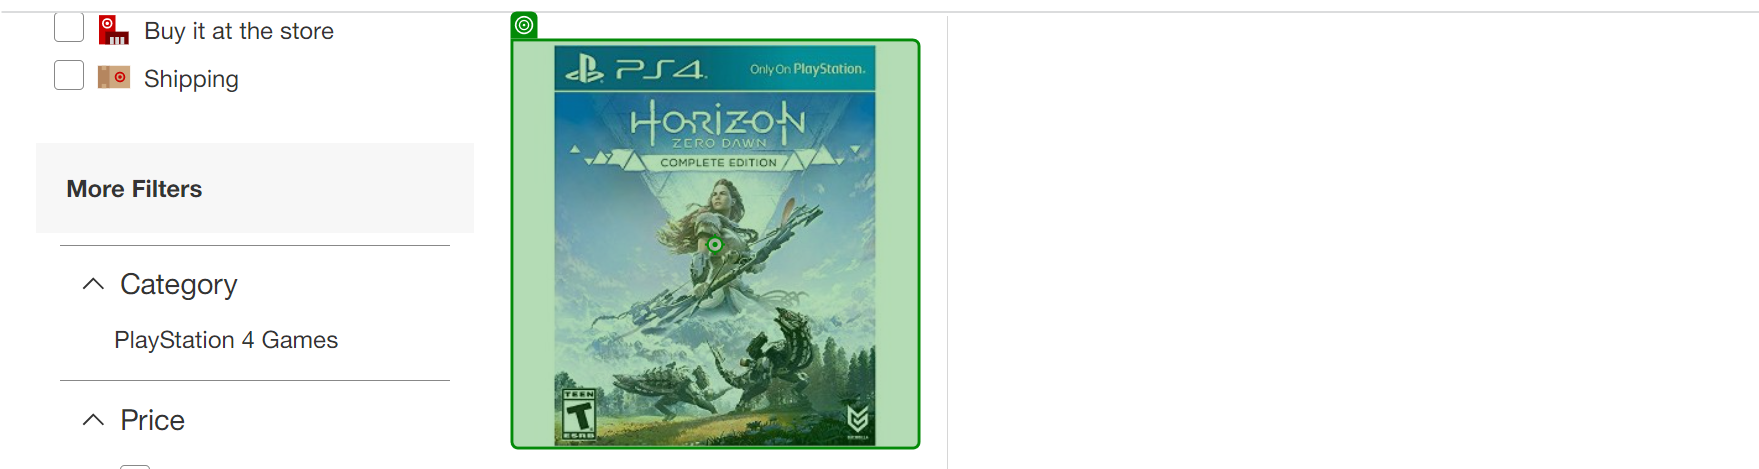 Buy it at the store
Shipping
More Filters
Category
PlayStation 4 Games
Price
PS4
Only On PlayStation.
HORIZON
ZERO DAWN
COMPLETE EDITION
TEEN
T
ESRB